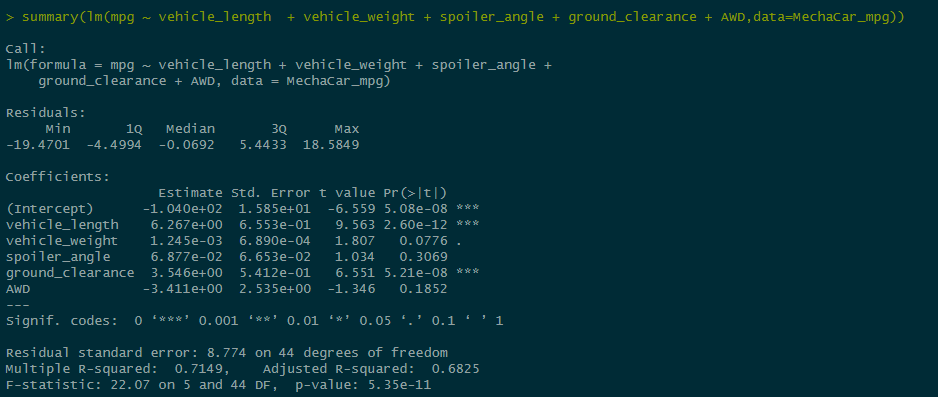 > summary(lm(mpg ~ vehicle_length  + vehicle_weight + spoiler_angle + ground_clearance + AWD,data=MechaCar_mpg))

Call:
lm(formula = mpg ~ vehicle_length + vehicle_weight + spoiler_angle +
    ground_clearance + AWD, data = MechaCar_mpg)

Residuals:
     Min       1Q   Median       3Q      Max
-19.4701  -4.4994  -0.0692   5.4433  18.5849

Coefficients:
                   Estimate Std. Error t value Pr(>|t|)
(Intercept)      -1.040e+02  1.585e+01  -6.559 5.08e-08 ***
vehicle_length    6.267e+00  6.553e-01   9.563 2.60e-12 ***
vehicle_weight    1.245e-03  6.890e-04   1.807   0.0776 .
spoiler_angle     6.877e-02  6.653e-02   1.034   0.3069
ground_clearance  3.546e+00  5.412e-01   6.551 5.21e-08 ***
AWD              -3.411e+00  2.535e+00  -1.346   0.1852
---
Signif. codes:  0 ‘***’ 0.001 ‘**’ 0.01 ‘*’ 0.05 ‘.’ 0.1 ‘ ’ 1

Residual standard error: 8.774 on 44 degrees of freedom
Multiple R-squared:  0.7149,    Adjusted R-squared:  0.6825
F-statistic: 22.07 on 5 and 44 DF,  p-value: 5.35e-11